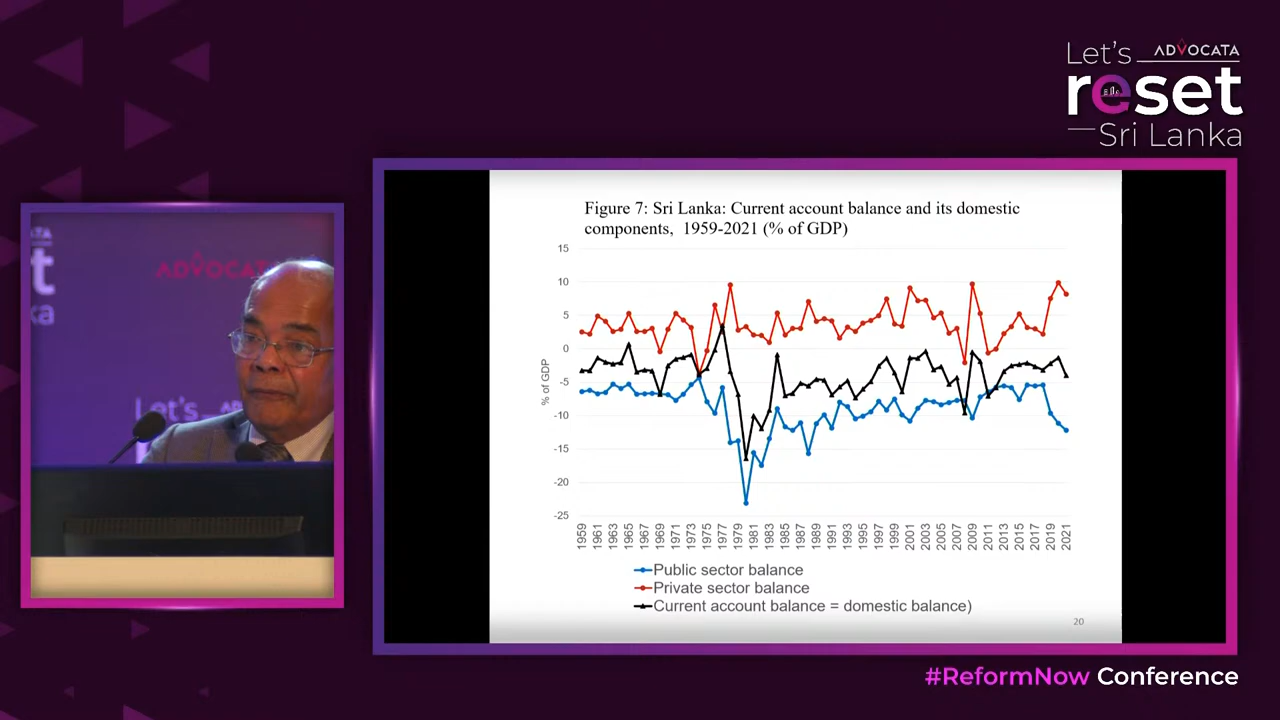 Let's ADVOCATA
reset
Sri Lanka
ADVOCATA
Let's
Figure 7: Sri Lanka: Current account balance and its domestic
components, 1959-2021 (% of GDP)
15
10
5
0
-5
-10
-15
-20
-25
% of GDP
1959 1961 1963 1965 1967 1969 1971 1973 1975 1977 1979 1981 1983 1985 1987 1989 1991 1993 1995 1997 1999 2001 2003 2005 2007 2009 2011 2013 2015 2017 2019 2021
Public sector balance
Private sector balance
Current account balance = domestic balance)
20
#ReformNow Conference